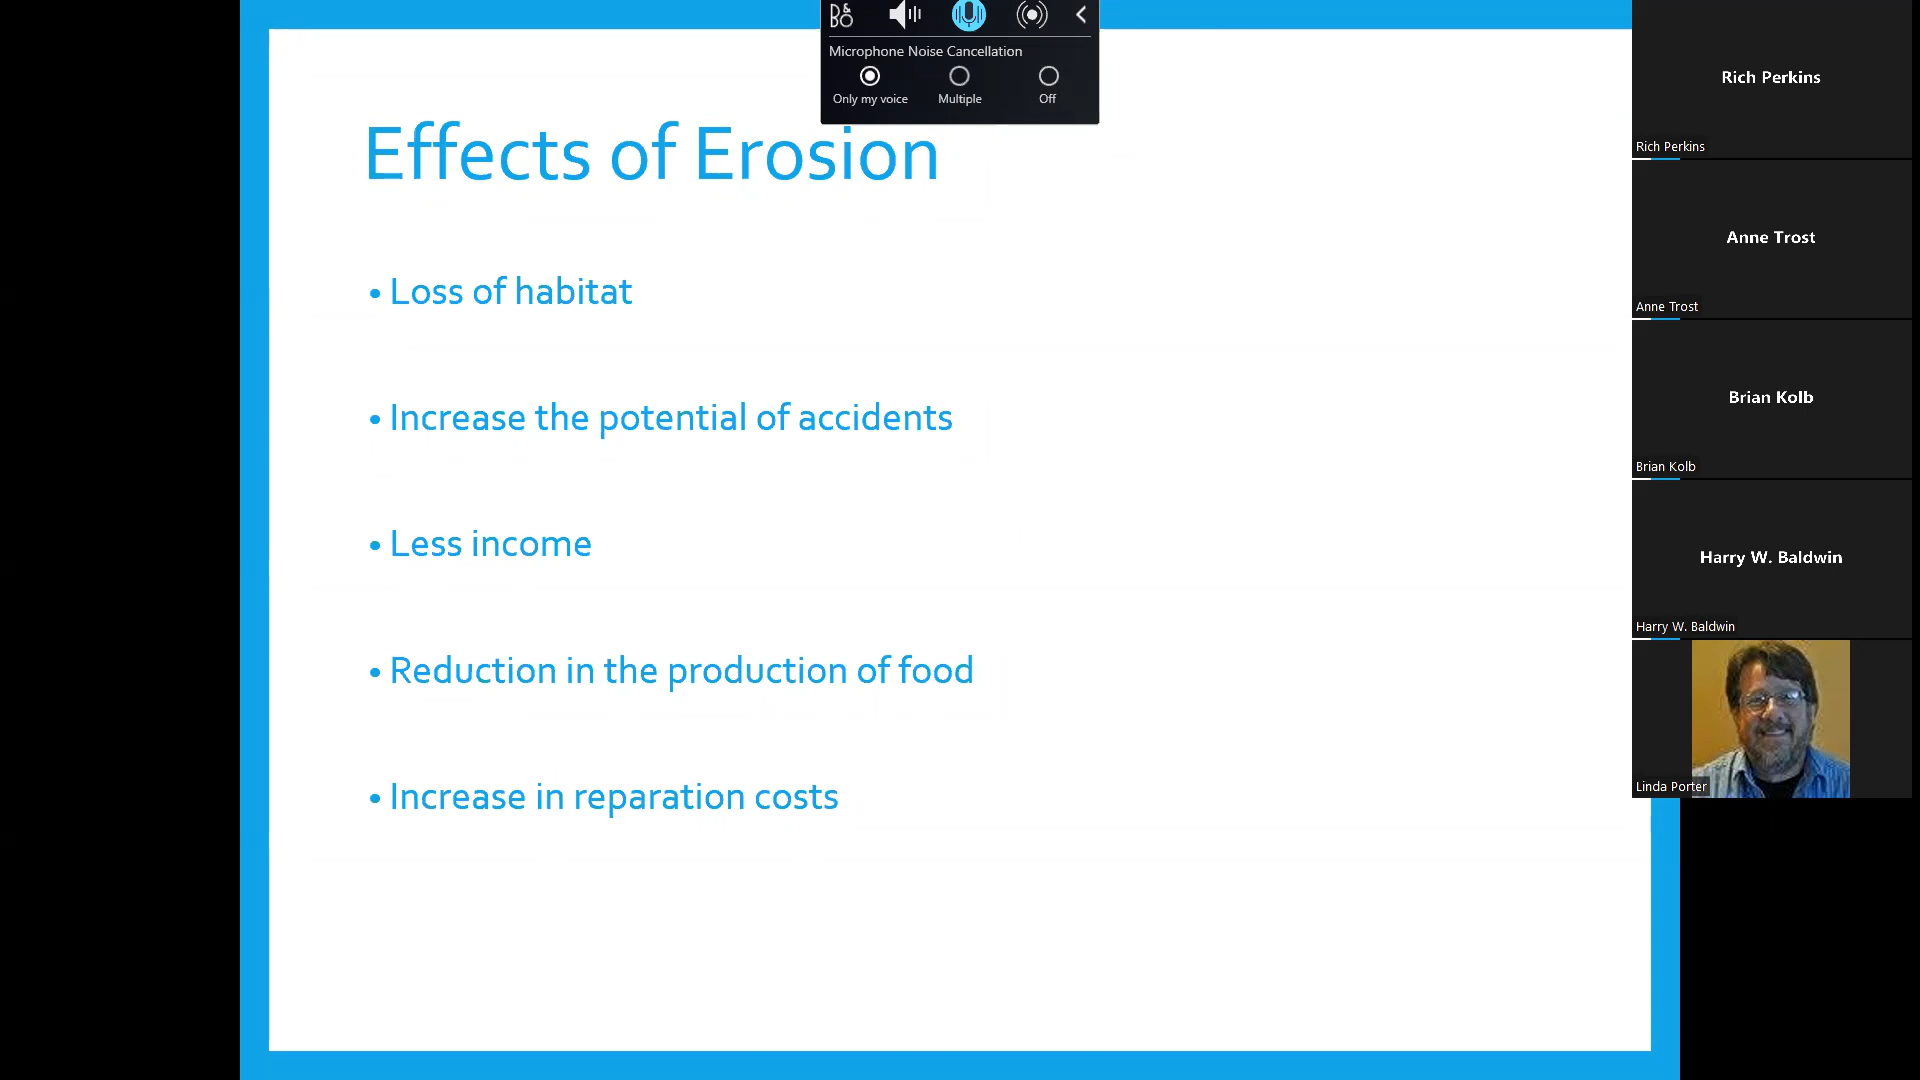 B&O
Microphone Noise Cancellation
Only my voice Multiple Off
Effects of Erosion
• Loss of habitat
• Increase the potential of accidents
• Less income
• Reduction in the production of food
• Increase in reparation costs
Rich Perkins
Rich Perkins
Anne Trost
Anne Trost
Brian Kolb
Brian Kolb
Harry W. Baldwin
Harry W. Baldwin
Linda Porter